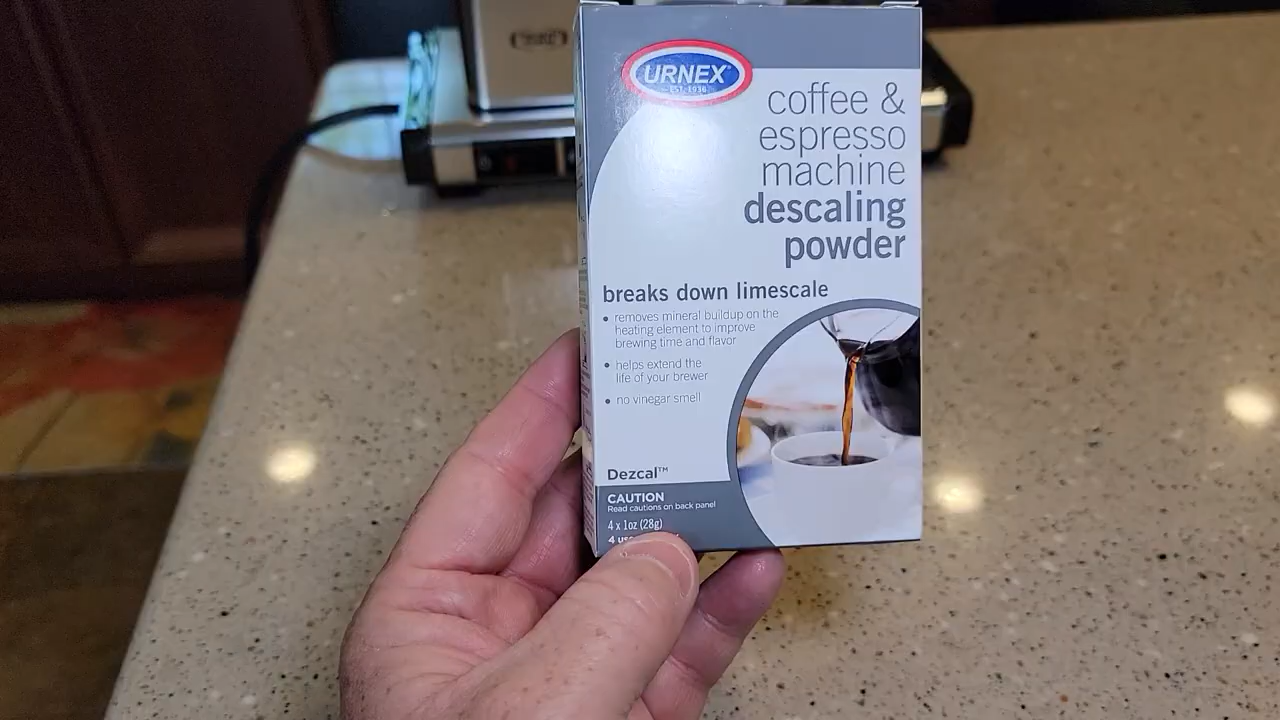 URNEX
EST. 1936
coffee &
espresso
machine
descaling
powder
breaks down limescale
• removes mineral buildup on the
heating element to improve
brewing time and flavor
• helps extend the
life of your brewer
• no vinegar smell
Dezcal™
CAUTION
Read cautions on back panel
4 x 1oz (28g)
4